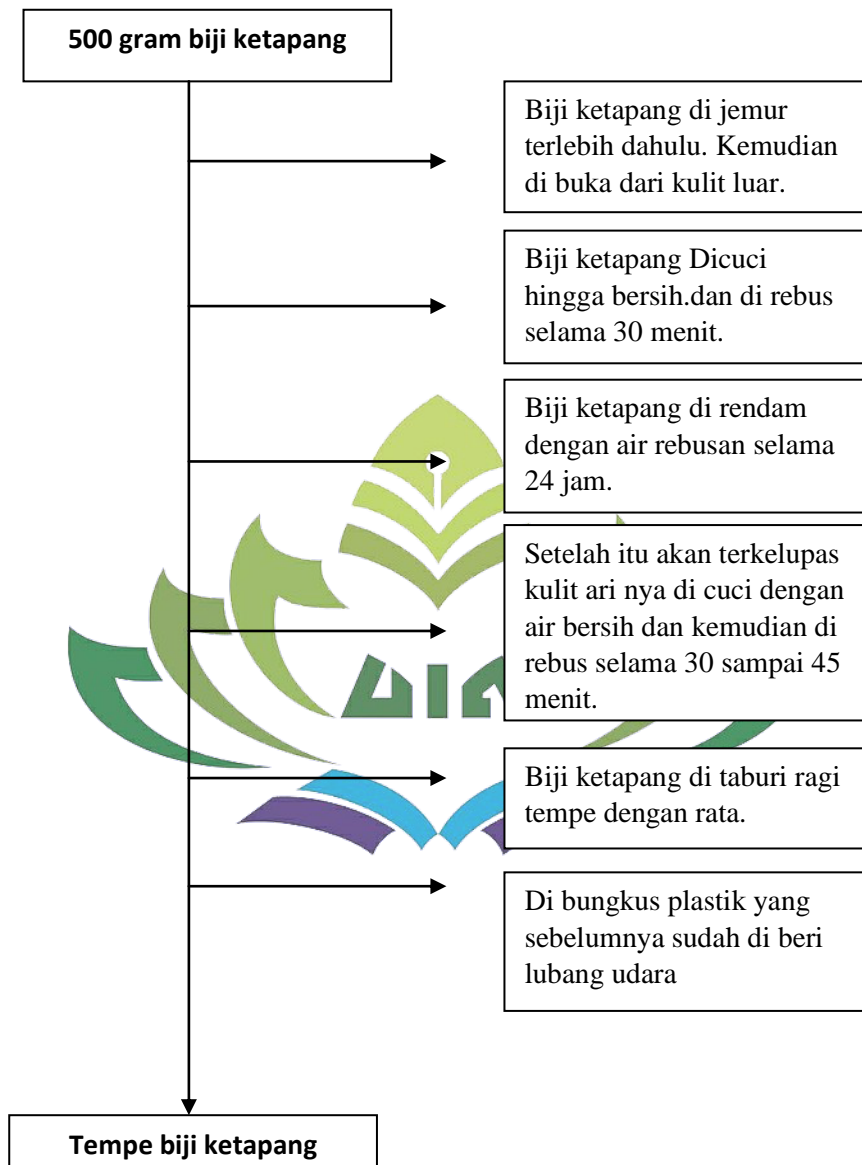 500 gram biji ketapang
Biji ketapang di jemur
terlebih dahulu. Kemudian
di buka dari kulit luar.
Biji ketapang Dicuci
hingga bersih.dan di rebus
selama 30 menit.
Biji ketapang di rendam
dengan air rebusan selama
24 jam.
Setelah itu akan terkelupas
kulit ari nya di cuci dengan
air bersih dan kemudian di
rebus selama 30 sampai 45
menit.
Biji ketapang di taburi ragi
tempe dengan rata.
Di bungkus plastik yang
sebelumnya sudah di beri
lubang udara
Tempe biji ketapang